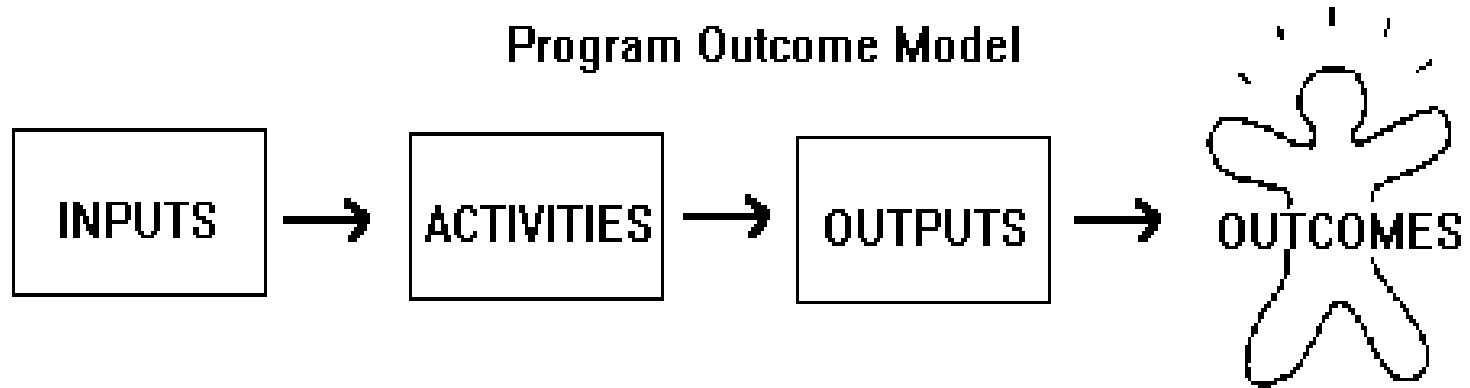 Program Outcome Model
INPUTS
ACTIVITIES
OUTPUTS
OUTCOMES